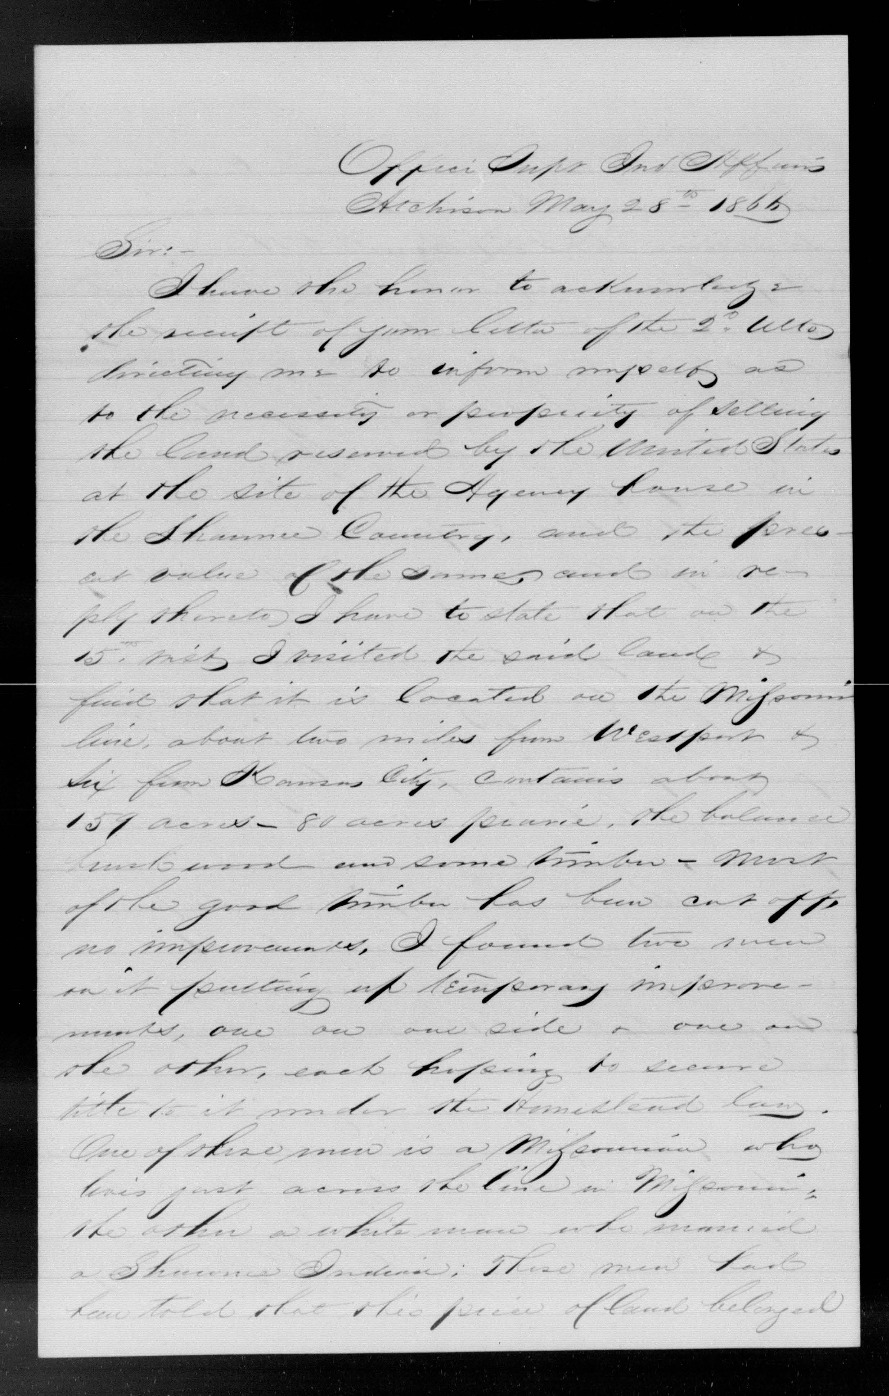 Office Supt Ind Affairs
Atchison May 28th 1866
Sir:-
I have the honor to acknowledge
the receipt of your letter of the 2d Ulto
directing me to inform myself as
to the necessity or propriety of selling
the land reserved by the United States
at the site of the Agency house in
the Shawnee Country, and the pres-
ent value of the same, and in re-
ply thereto, I have to state that on the
15th inst, I visited the said land &
find that it is located on the Missouri
line, about two miles from Westport &
six from Kansas City, contains about
159 acres - 80 acres prairie, the balance
brush wood and some timber - Most
of the good timber has been cut off,
no improvements, I found two men
on it putting up temporary improve-
ments, one on one side & one on
the other, each hoping to secure
title to it under the Homestead law.
One of these men is a Missourian who
lives just across the line in Missouri,
the other a white man who married
a Shawnee Indian; these men had
been told that this piece of land belonged